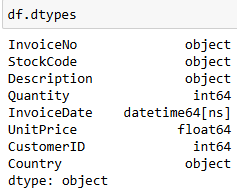 df.dtypes
InvoiceNo object
StockCode object
Description object
Quantity int64
InvoiceDate datetime64[ns]
UnitPrice float64
CustomerID int64
Country object
dtype: object